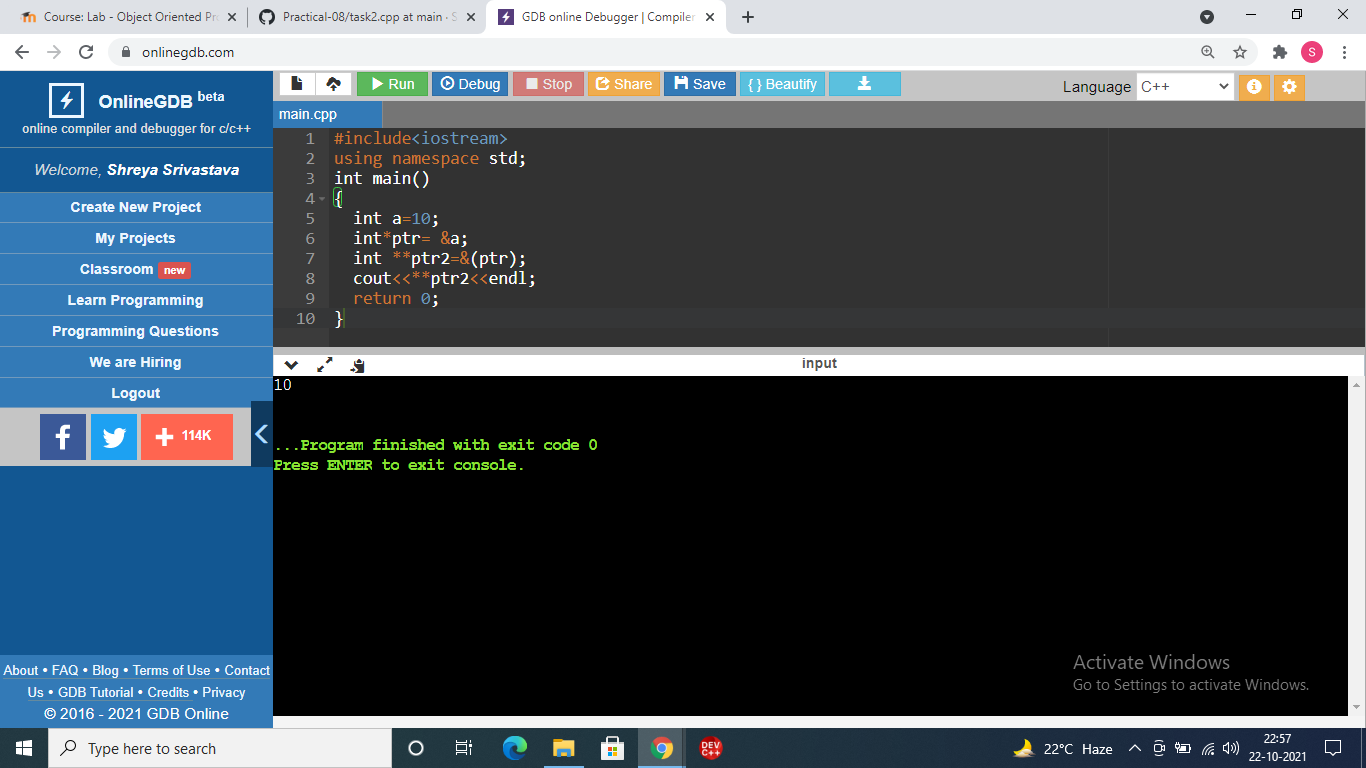 Course: Lab - Object Oriented Pr
Practical-08/task2.cpp at main · S
GDB online Debugger | Compiler
onlinegdb.com
S
OnlineGDB beta
online compiler and debugger for c/c++
Welcome, Shreya Srivastava
Create New Project
My Projects
Classroom new
Learn Programming
Programming Questions
We are Hiring
Logout
114K
About • FAQ • Blog • Terms of Use • Contact
Us • GDB Tutorial • Credits • Privacy
© 2016 - 2021 GDB Online
Run
Debug
Stop
Share
Save
{ } Beautify
Language C++
main.cpp
1 #include<iostream>
2 using namespace std;
3 int main()
4 {
5 int a=10;
6 int*ptr= &a;
7 int **ptr2=&(ptr);
8 cout<<**ptr2<<endl;
9 return 0;
10 }
input
10
...Program finished with exit code 0
Press ENTER to exit console.
Activate Windows
Go to Settings to activate Windows.
Type here to search
DEV
C++
22°C Haze
22:57
22-10-2021